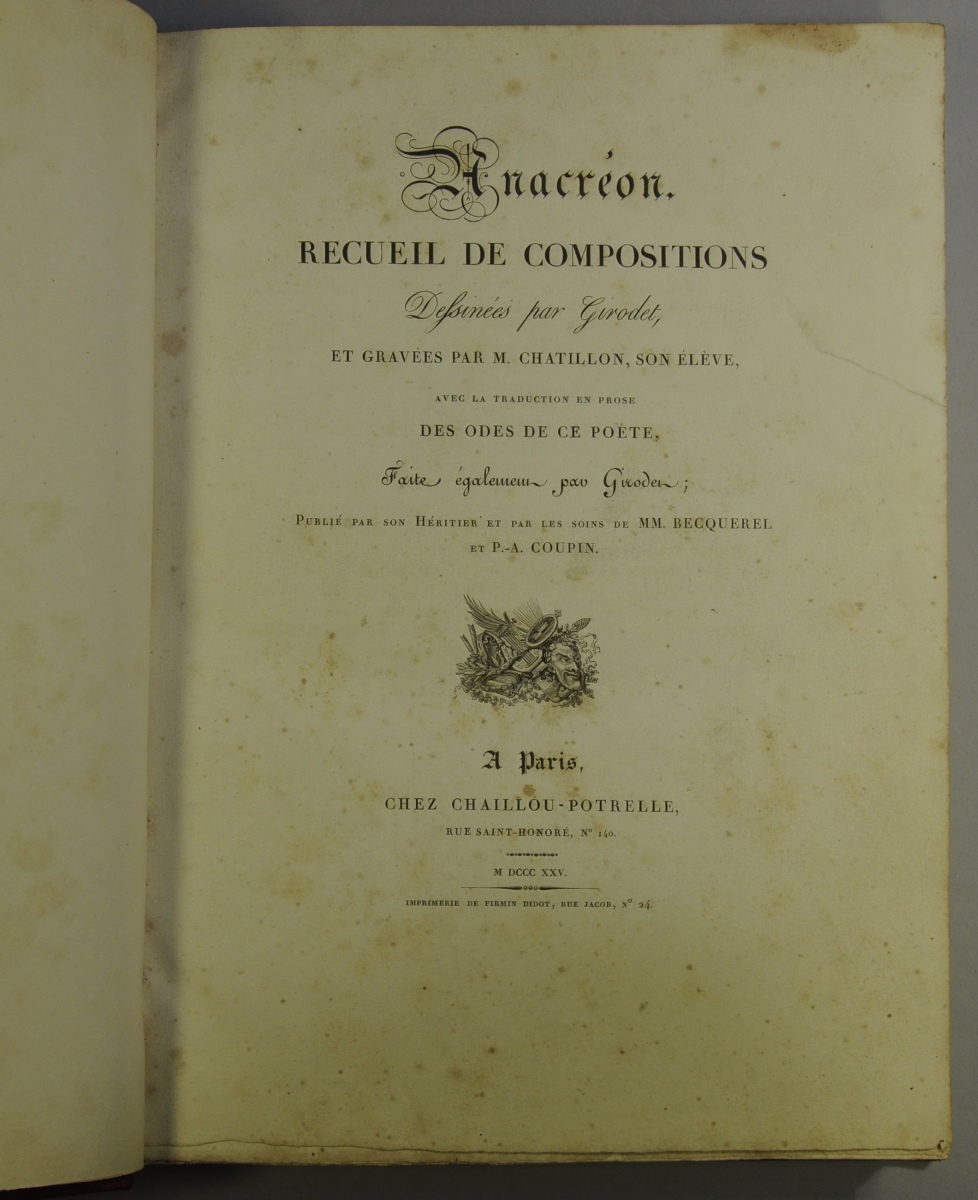 Anacréon.
RECUEIL DE COMPOSITIONS
Dessinées par Girodet,
ET GRAVÉES PAR M. CHATILLON, SON ÉLÈVE,
AVEC LA TRADUCTION EN PROSE
DES ODES DE CE POËTE,
Faite également par Girodet;
PUBLIÉ PAR SON HÉRITIER ET PAR LES SOINS DE MM. BECQUEREL
ET P.-A. COUPIN.
A Paris,
CHEZ CHAILLOU-POTRELLE,
RUE SAINT-HONORÉ, N° 140.
M DCCC XXV.
IMPRIMERIE DE FIRMIN DIDOT, RUE JACOB, N° 24.